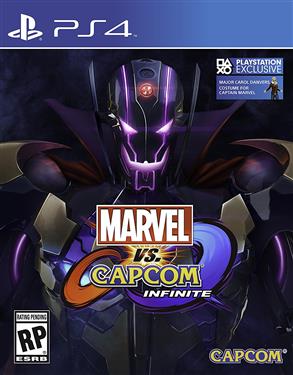 PS4
PLAYSTATION
EXCLUSIVE
MAJOR CAROL DANVERS
COSTUME FOR
CAPTAIN MARVEL
MARVEL
VS.
CAPCOM
INFINITE
RATING PENDING
RP
ESRB
CAPCOM